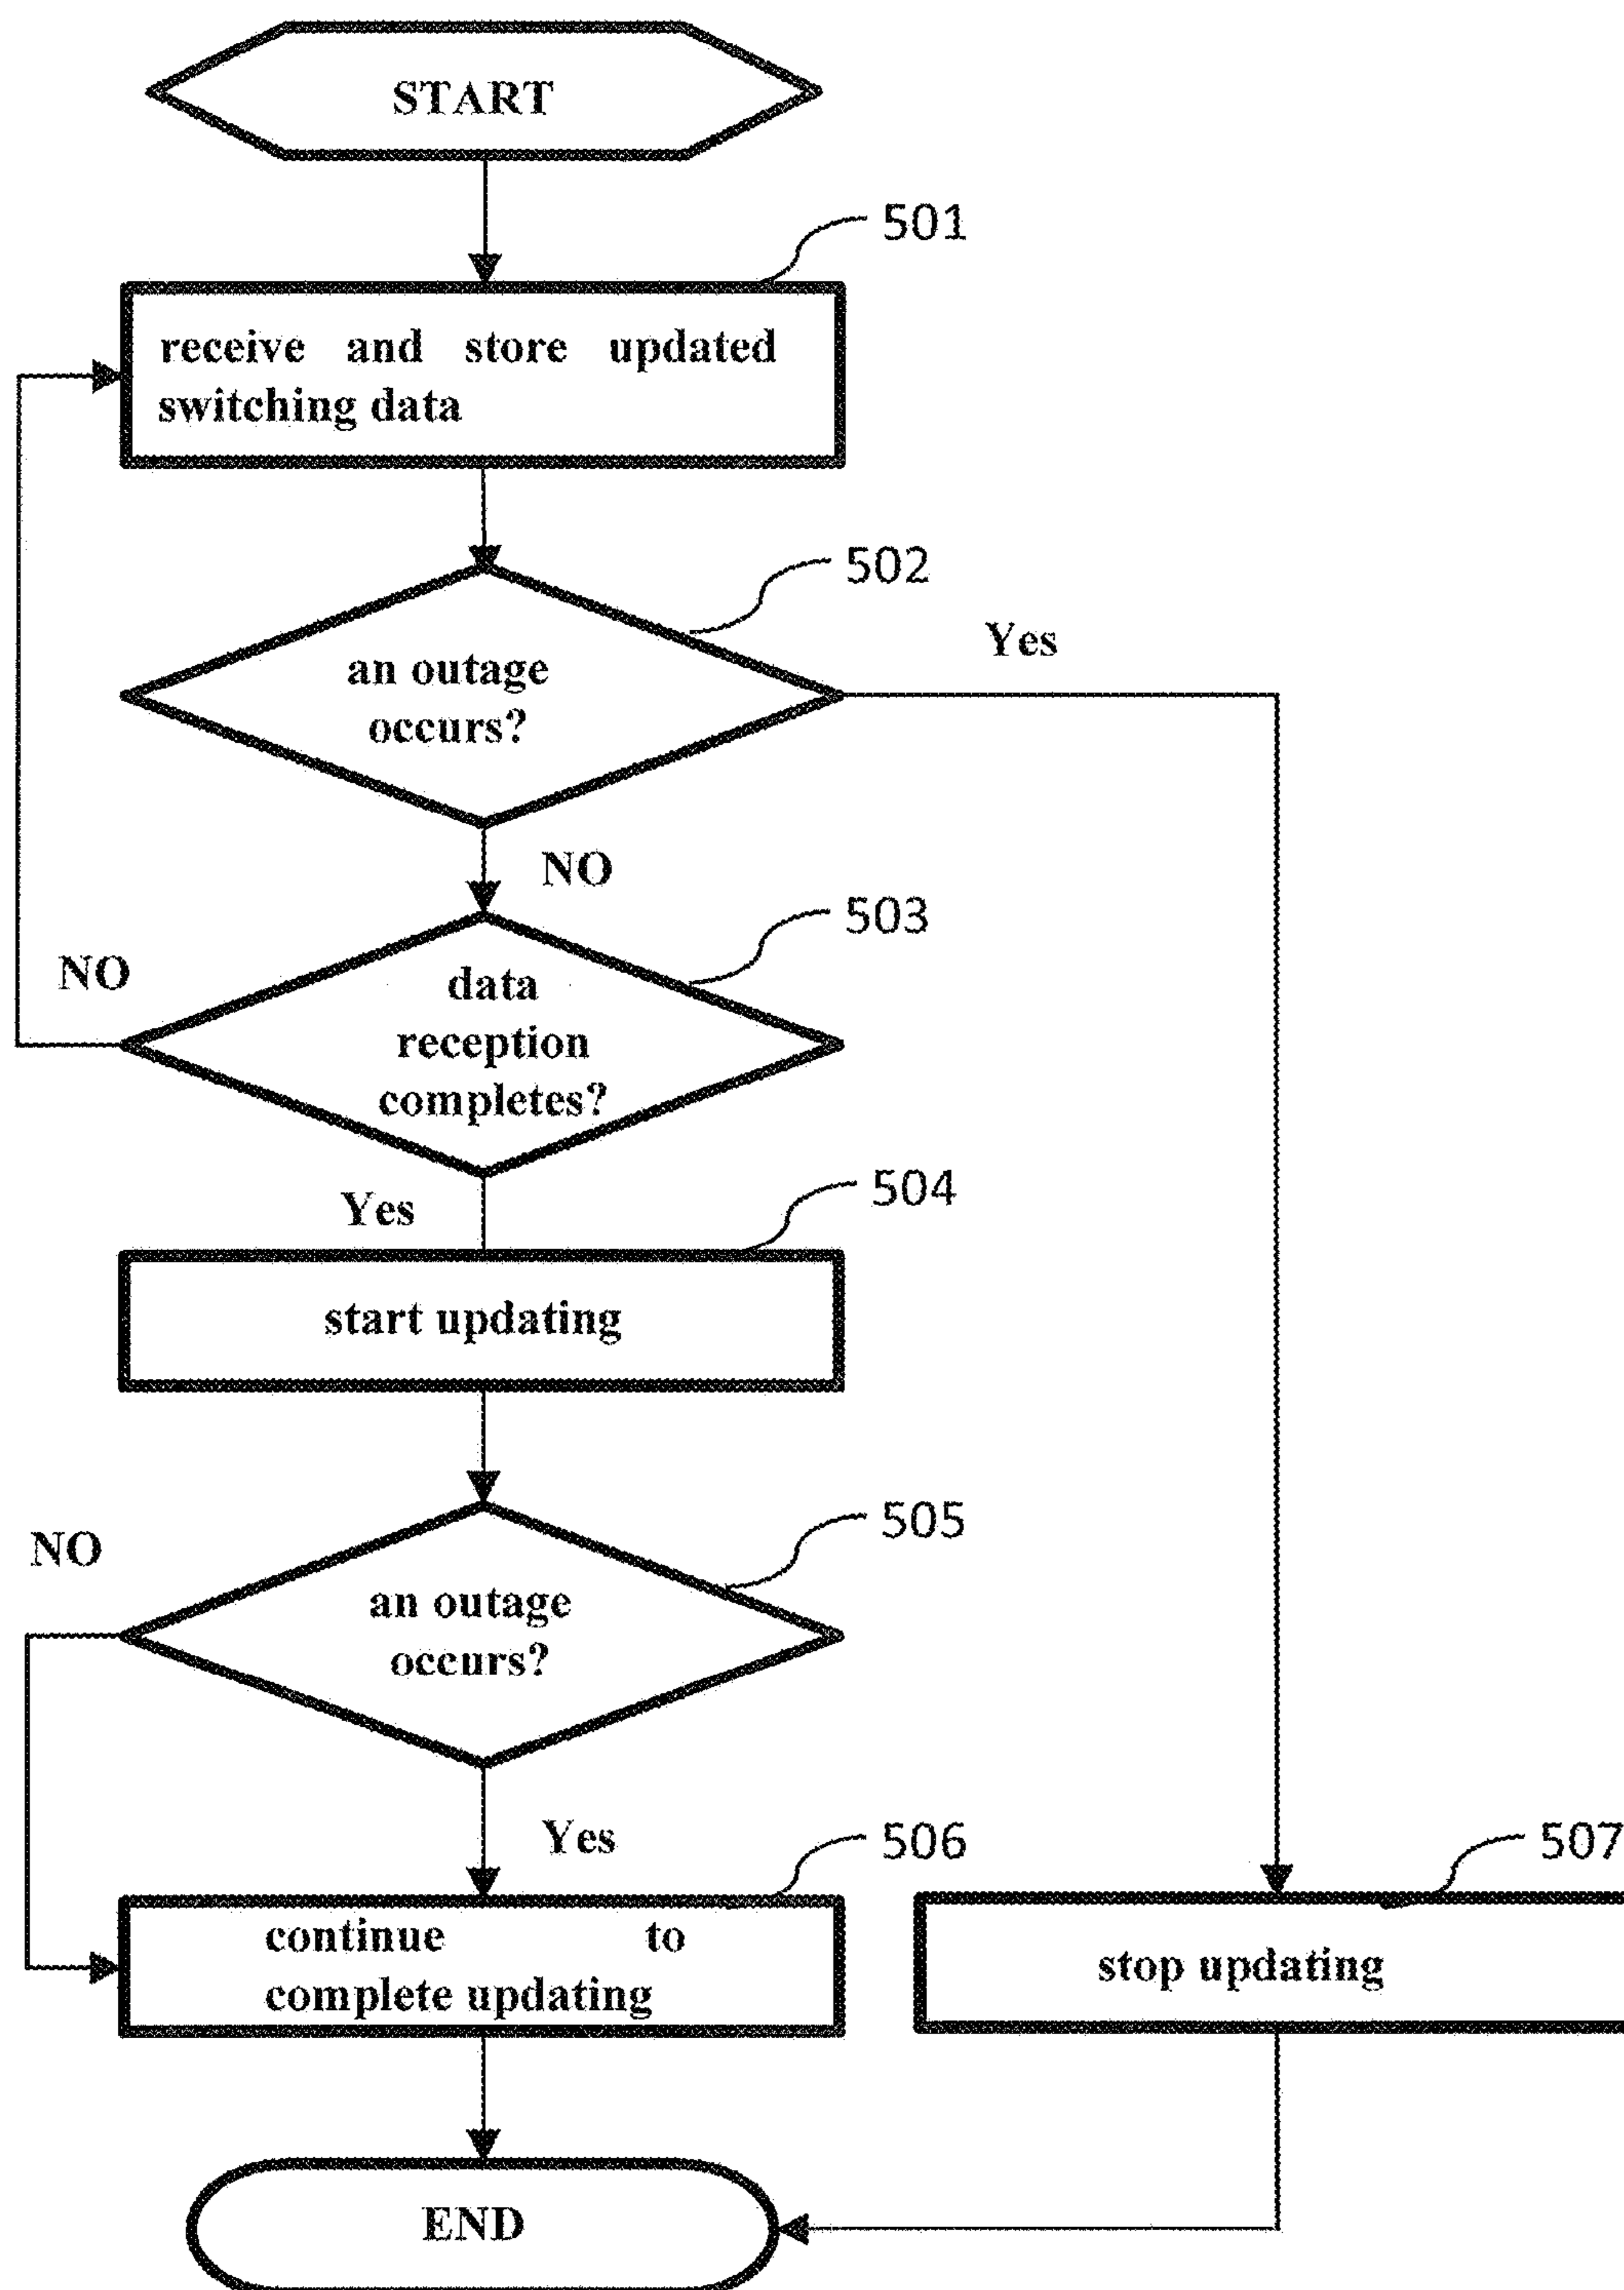 START
501
receive and store updated
switching data
502
Yes
an outage
occurs?
NO
503
NO
data
reception
completes?
Yes
504
start updating
505
NO
an outage
occurs?
Yes
506
507
continue to
complete updating
stop updating
END